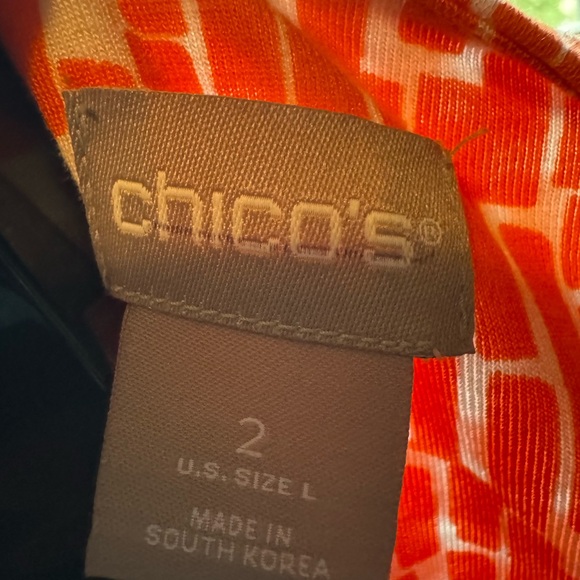 chico's®
2
U.S. SIZE L
MADE IN
SOUTH KOREA